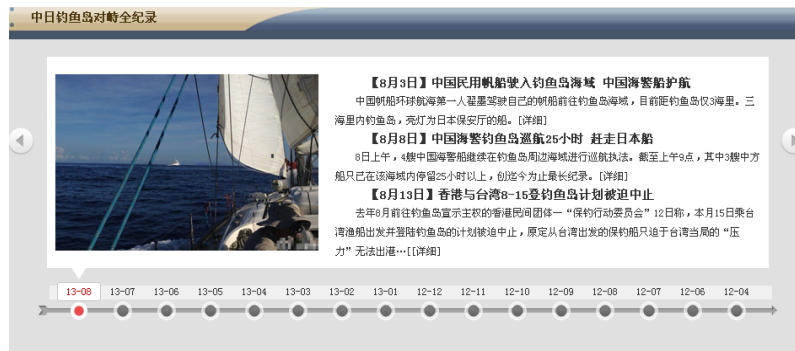 中日钓鱼岛对峙全纪录
【8月3日】中国民用帆船驶入钓鱼岛海域 中国海警船护航
中国帆船环球航海第一人翟墨驾驶自己的帆船前往钓鱼岛海域，目前距钓鱼岛仅3海里。三
海里内钓鱼岛，亮灯为日本保安厅的船。[详细]
【8月8日】中国海警钓鱼岛巡航25小时 赶走日本船
8日上午，4艘中国海警船继续在钓鱼岛周边海域进行巡航执法。截至上午9点，其中3艘中方
船只已在该海域内停留25小时以上，创迄今为止最长纪录。[详细]
【8月13日】香港与台湾8-15登钓鱼岛计划被迫中止
去年8月前往钓鱼岛宣示主权的香港民间团体一“保钓行动委员会”12日称，本月15日乘台
湾渔船出发并登陆钓鱼岛的计划被迫中止，原定从台湾出发的保钓船只迫于台湾当局的“压
力”无法出港…[[详细]
13-08 13-07 13-06 13-05 13-04 13-03 13-02 13-01 12-12 12-11 12-10 12-09 12-08 12-07 12-06 12-04